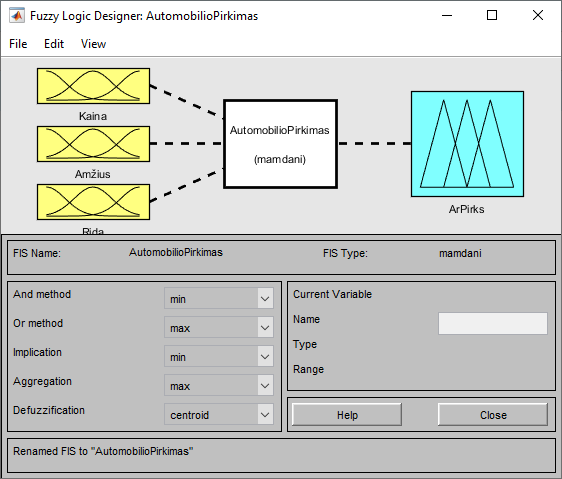 Fuzzy Logic Designer: AutomobilioPirkimas
File Edit View
Kaina
Amžius
Rida
AutomobilioPirkimas
(mamdani)
ArPirks
FIS Name: AutomobilioPirkimas FIS Type: mamdani
And method min
Or method max
Implication min
Aggregation max
Defuzzification centroid
Current Variable
Name
Type
Range
Help Close
Renamed FIS to "AutomobilioPirkimas"